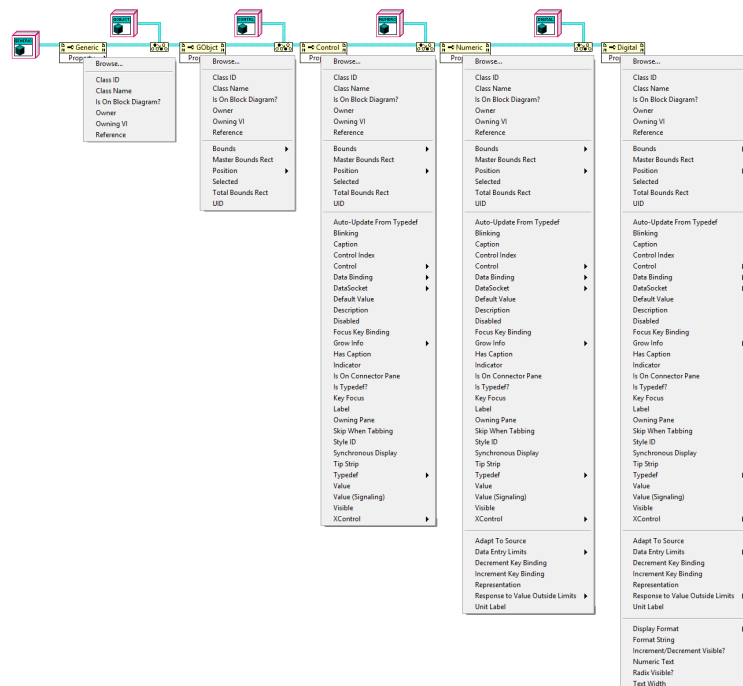 GOBJCT
CONTRL
NUMERC
DIGITAL
GENERL
Generic
GObjct
Control
Numeric
Digital
Browse...
Class ID
Class Name
Is On Block Diagram?
Owner
Owning VI
Reference
Browse...
Class ID
Class Name
Is On Block Diagram?
Owner
Owning VI
Reference
Bounds
Master Bounds Rect
Position
Selected
Total Bounds Rect
UID
Browse...
Class ID
Class Name
Is On Block Diagram?
Owner
Owning VI
Reference
Bounds
Master Bounds Rect
Position
Selected
Total Bounds Rect
UID
Auto-Update From Typedef
Blinking
Caption
Control Index
Control
Data Binding
DataSocket
Default Value
Description
Disabled
Focus Key Binding
Grow Info
Has Caption
Indicator
Is On Connector Pane
Is Typedef?
Key Focus
Label
Owning Pane
Skip When Tabbing
Style ID
Synchronous Display
Tip Strip
Typedef
Value
Value (Signaling)
Visible
XControl
Browse...
Class ID
Class Name
Is On Block Diagram?
Owner
Owning VI
Reference
Bounds
Master Bounds Rect
Position
Selected
Total Bounds Rect
UID
Auto-Update From Typedef
Blinking
Caption
Control Index
Control
Data Binding
DataSocket
Default Value
Description
Disabled
Focus Key Binding
Grow Info
Has Caption
Indicator
Is On Connector Pane
Is Typedef?
Key Focus
Label
Owning Pane
Skip When Tabbing
Style ID
Synchronous Display
Tip Strip
Typedef
Value
Value (Signaling)
Visible
XControl
Adapt To Source
Data Entry Limits
Decrement Key Binding
Increment Key Binding
Representation
Response to Value Outside Limits
Unit Label
Browse...
Class ID
Class Name
Is On Block Diagram?
Owner
Owning VI
Reference
Bounds
Master Bounds Rect
Position
Selected
Total Bounds Rect
UID
Auto-Update From Typedef
Blinking
Caption
Control Index
Control
Data Binding
DataSocket
Default Value
Description
Disabled
Focus Key Binding
Grow Info
Has Caption
Indicator
Is On Connector Pane
Is Typedef?
Key Focus
Label
Owning Pane
Skip When Tabbing
Style ID
Synchronous Display
Tip Strip
Typedef
Value
Value (Signaling)
Visible
XControl
Adapt To Source
Data Entry Limits
Decrement Key Binding
Increment Key Binding
Representation
Response to Value Outside Limits
Unit Label
Display Format
Format String
Increment/Decrement Visible?
Numeric Text
Radix Visible?
Text Width